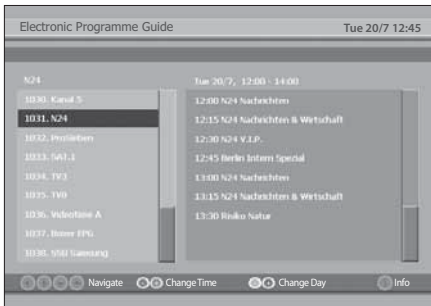 Electronic Programme Guide
Tue 20/7 12:45
N24
1030. Kanal 5
1031. N24
1032. ProSieben
1033. SAT.1
1034. TV3
1035. TV8
1036. Videotime A
1037.
1038.
Tue 20/7, 12:00 - 14:00
12:00 N24 Nachrichten
12:15 N24 Nachrichten & Wirtschaft
12:30 N24 V.I.P.
12:45 Berlin Intern Spezial
13:00 N24 Nachrichten
13:15 N24 Nachrichten & Wirtschaft
13:30 Risiko Natur
Navigate
Change Time
Change Day
Info